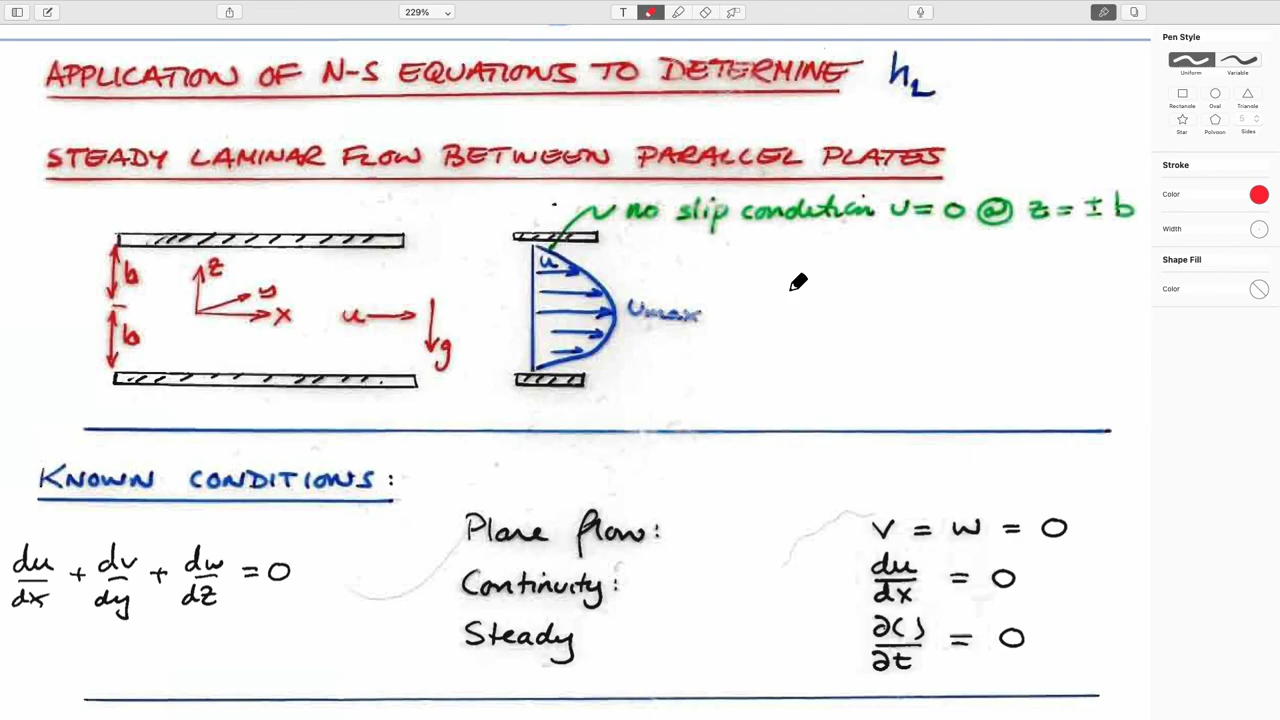 229%
T
Pen Style
Uniform
Variable
Rectangle
Oval
Triangle
Star
Polygon
5
Sides
Stroke
Color
Width
Shape Fill
Color
APPLICATION OF N-S EQUATIONS TO DETERMINE hL
STEADY LAMINAR FLOW BETWEEN PARALLEL PLATES
no slip condition u = 0 @ z = ± b
b
b
z
y
x
u
g
u
Umax
KNOWN CONDITIONS:
du/dx + dv/dy + dw/dz = 0
Plane flow: v = w = 0
Continuity: du/dx = 0
Steady ∂( )/∂t = 0